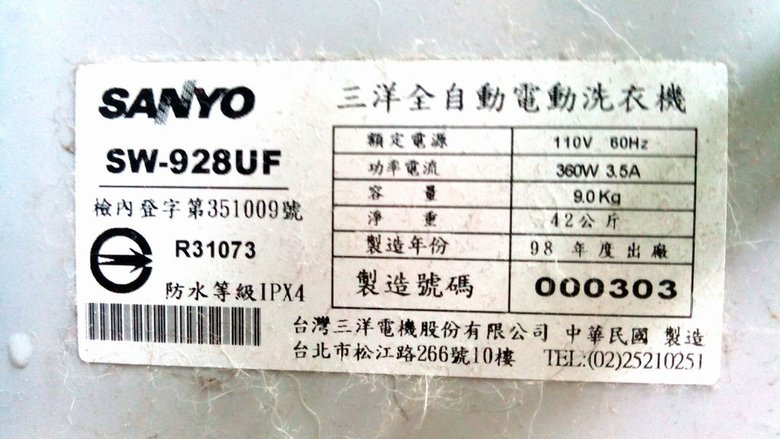 SANYO
SW-928UF
檢內登字第351009號
R31073
防水等級IPX4
三洋全自動電動洗衣機
額定電源 110V 60Hz
功率電流 360W 3.5A
容量 9.0Kg
淨重 42公斤
製造年份 98年度出廠
製造號碼 000303
台灣三洋電機股份有限公司 中華民國 製造
台北市松江路266號10樓 TEL:(02)25210251